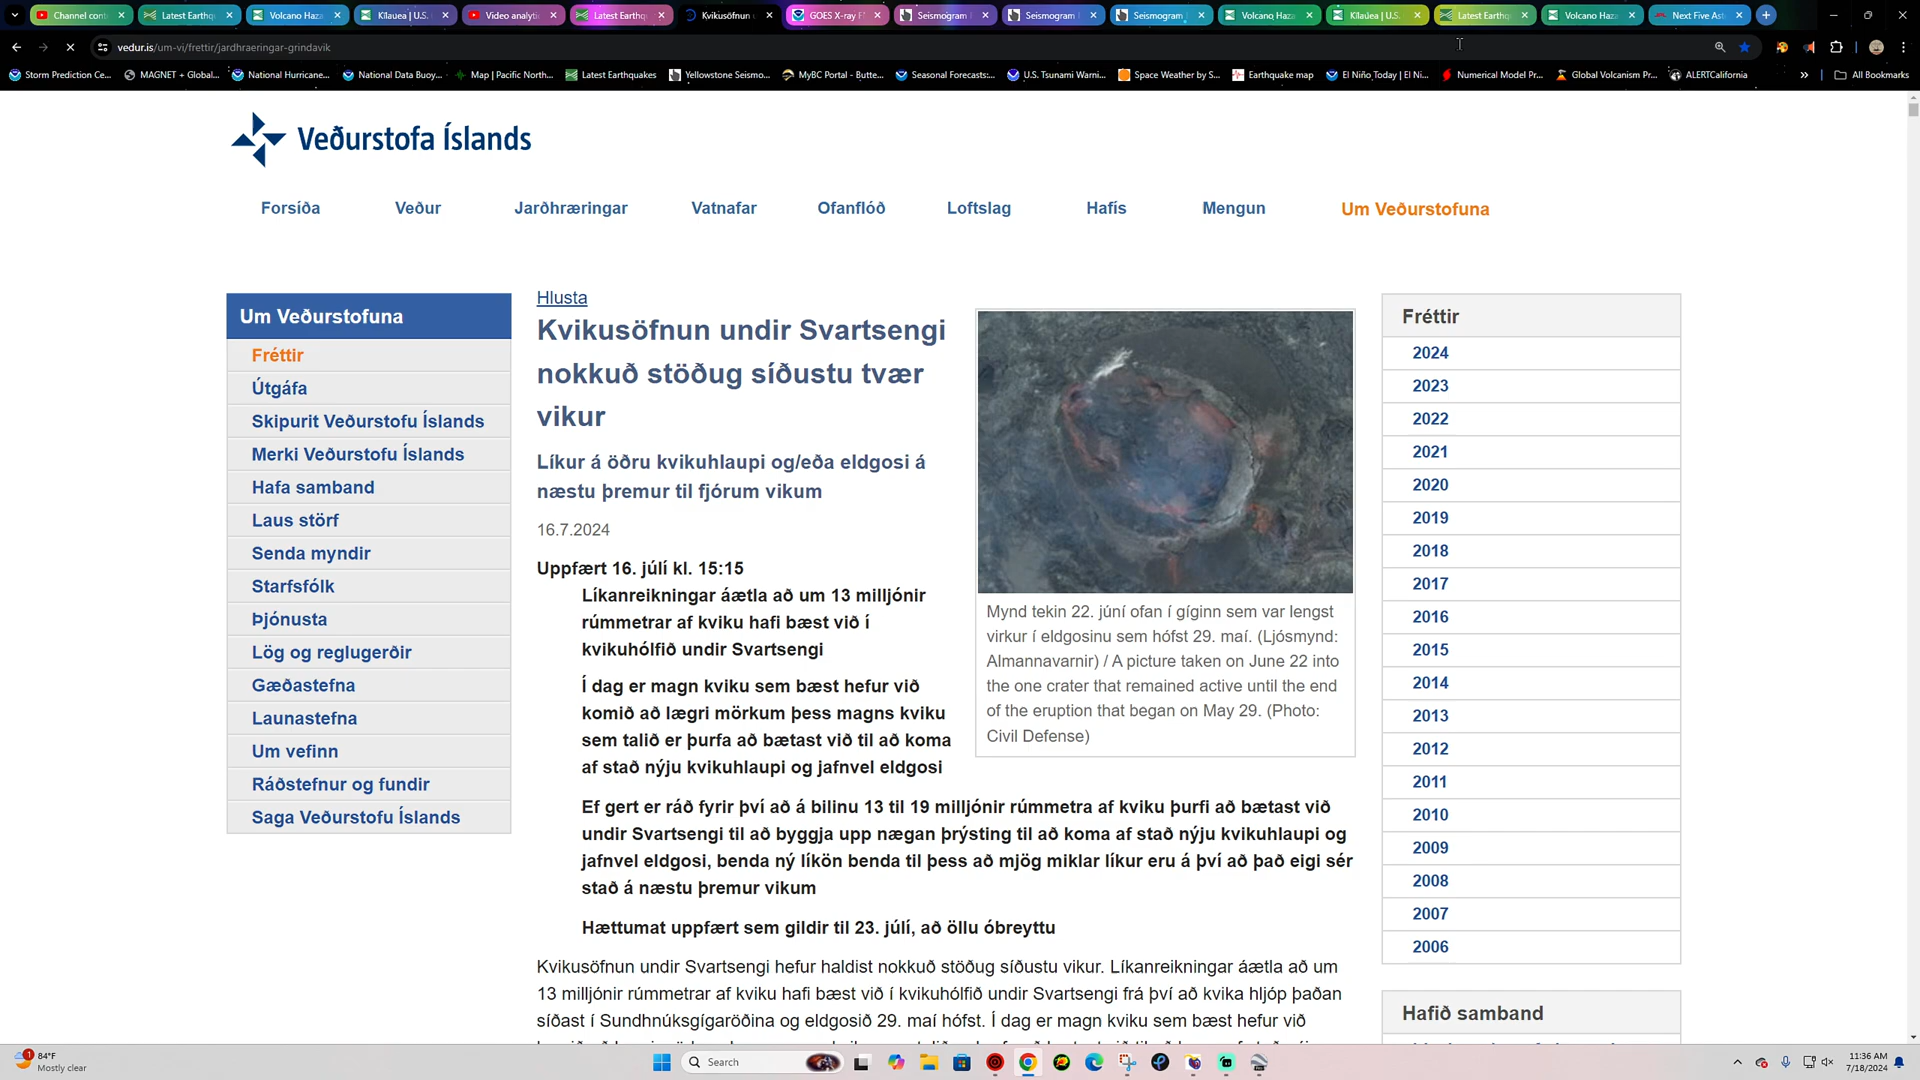 Channel cont
Latest Earthq
Volcano Haza
Kīlauea | U.S.
Video analyti
Latest Earthq
Kvikusöfnun u
GOES X-ray Fl
Seismogram
Seismogram
Seismogram
Volcano Haza
Kīlauea | U.S.
Latest Earthq
Volcano Haza
Next Five Ast
vedur.is/um-vi/frettir/jardhraeringar-grindavik
Storm Prediction Ce...
MAGNET + Global...
National Hurricane...
National Data Buoy...
Map | Pacific North...
Latest Earthquakes
Yellowstone Seismo...
MyBC Portal - Butte...
Seasonal Forecasts:...
U.S. Tsunami Warni...
Space Weather by S...
Earthquake map
El Niño Today | El Ni...
Numerical Model Pr...
Global Volcanism Pr...
ALERTCalifornia
All Bookmarks
Veðurstofa Íslands
Forsíða
Veður
Jarðhræringar
Vatnafar
Ofanflóð
Loftslag
Hafís
Mengun
Um Veðurstofuna
Um Veðurstofuna
Fréttir
Útgáfa
Skipurit Veðurstofu Íslands
Merki Veðurstofu Íslands
Hafa samband
Laus störf
Senda myndir
Starfsfólk
Þjónusta
Lög og reglugerðir
Gæðastefna
Launastefna
Um vefinn
Ráðstefnur og fundir
Saga Veðurstofu Íslands
Hlusta
Kvikusöfnun undir Svartsengi
nokkuð stöðug síðustu tvær
vikur
Líkur á öðru kvikuhlaupi og/eða eldgosi á
næstu þremur til fjórum vikum
16.7.2024
Uppfært 16. júlí kl. 15:15
Líkanreikningar áætla að um 13 milljónir
rúmmetrar af kviku hafi bæst við í
kvikuhólfið undir Svartsengi
Í dag er magn kviku sem bæst hefur við
komið að lægri mörkum þess magns kviku
sem talið er þurfa að bætast við til að koma
af stað nýju kvikuhlaupi og jafnvel eldgosi
Ef gert er ráð fyrir því að á bilinu 13 til 19 milljónir rúmmetra af kviku þurfi að bætast við
undir Svartsengi til að byggja upp nægan þrýsting til að koma af stað nýju kvikuhlaupi og
jafnvel eldgosi, benda ný líkön benda til þess að mjög miklar líkur eru á því að það eigi sér
stað á næstu þremur vikum
Hættumat uppfært sem gildir til 23. júlí, að öllu óbreyttu
Kvikusöfnun undir Svartsengi hefur haldist nokkuð stöðug síðustu vikur. Líkanreikningar áætla að um
13 milljónir rúmmetrar af kviku hafi bæst við í kvikuhólfið undir Svartsengi frá því að kvika hljóp þaðan
síðast í Sundhnúksgígaröðina og eldgosið 29. maí hófst. Í dag er magn kviku sem bæst hefur við
Mynd tekin 22. júní ofan í gíginn sem var lengst
virkur í eldgosinu sem hófst 29. maí. (Ljósmynd:
Almannavarnir) / A picture taken on June 22 into
the one crater that remained active until the end
of the eruption that began on May 29. (Photo:
Civil Defense)
Fréttir
2024
2023
2022
2021
2020
2019
2018
2017
2016
2015
2014
2013
2012
2011
2010
2009
2008
2007
2006
Hafið samband
1
84°F
Mostly clear
Search
11:36 AM
7/18/2024